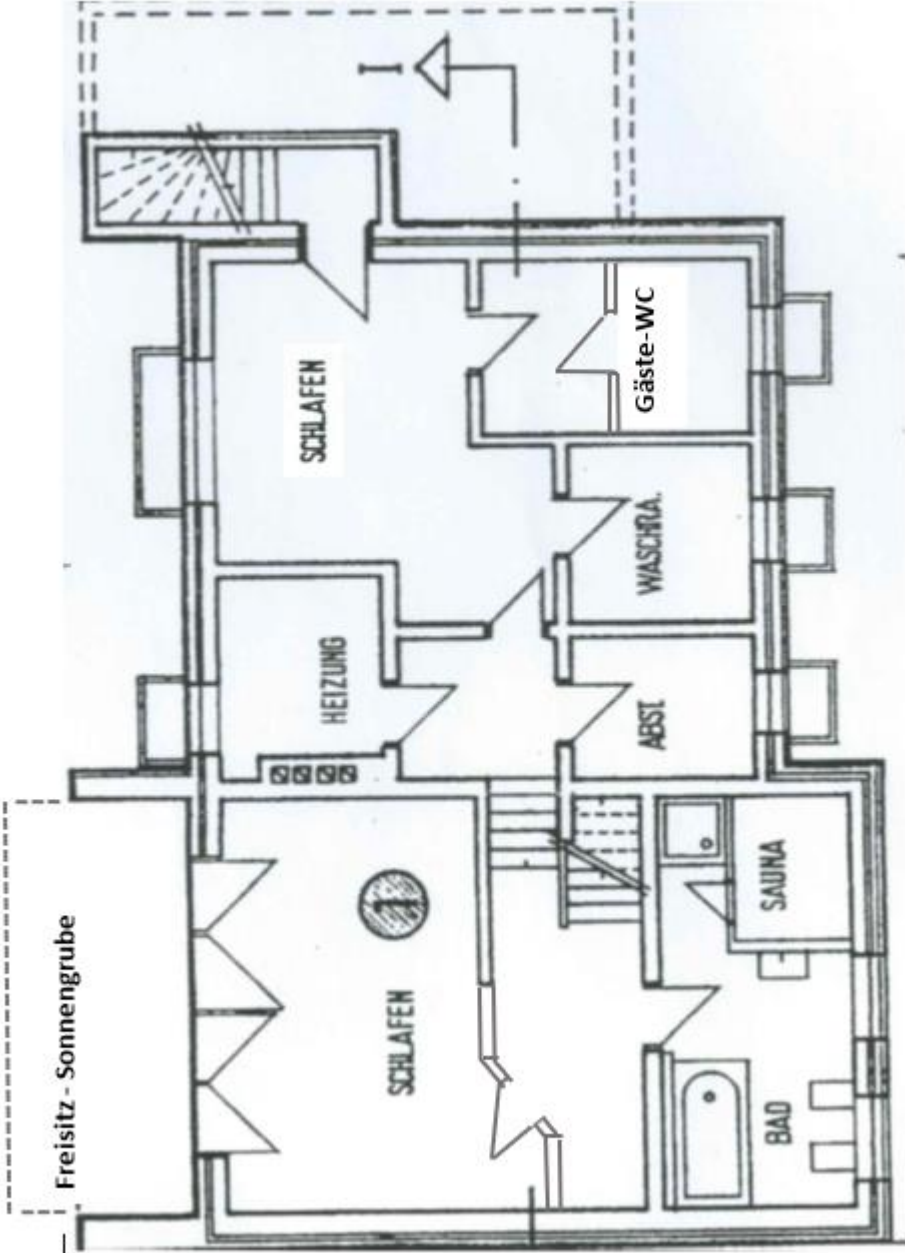 Freisitz - Sonnengrube
SCHLAFEN
HEIZUNG
SCHLAFEN
BAD
SAUNA
ABST.
WASCHRA.
Gäste-WC
I